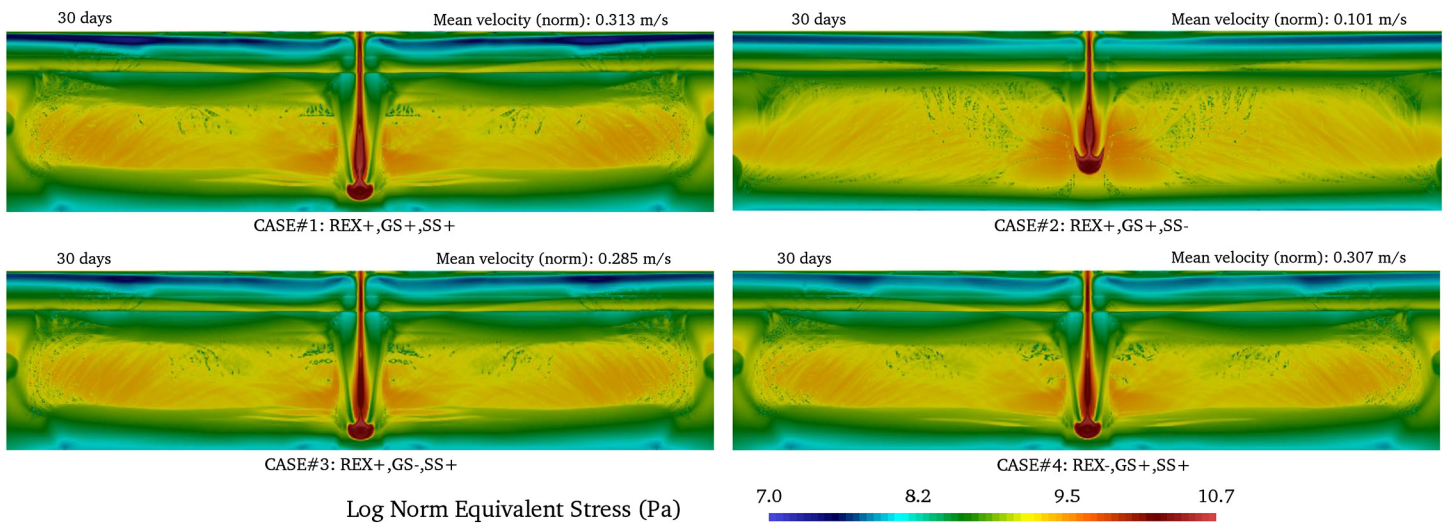 30 days
Mean velocity (norm): 0.313 m/s
30 days
Mean velocity (norm): 0.101 m/s
CASE#1: REX+,GS+,SS+
CASE#2: REX+,GS+,SS-
30 days
Mean velocity (norm): 0.285 m/s
30 days
Mean velocity (norm): 0.307 m/s
CASE#3: REX+,GS-,SS+
CASE#4: REX-,GS+,SS+
Log Norm Equivalent Stress (Pa)
7.0 8.2 9.5 10.7